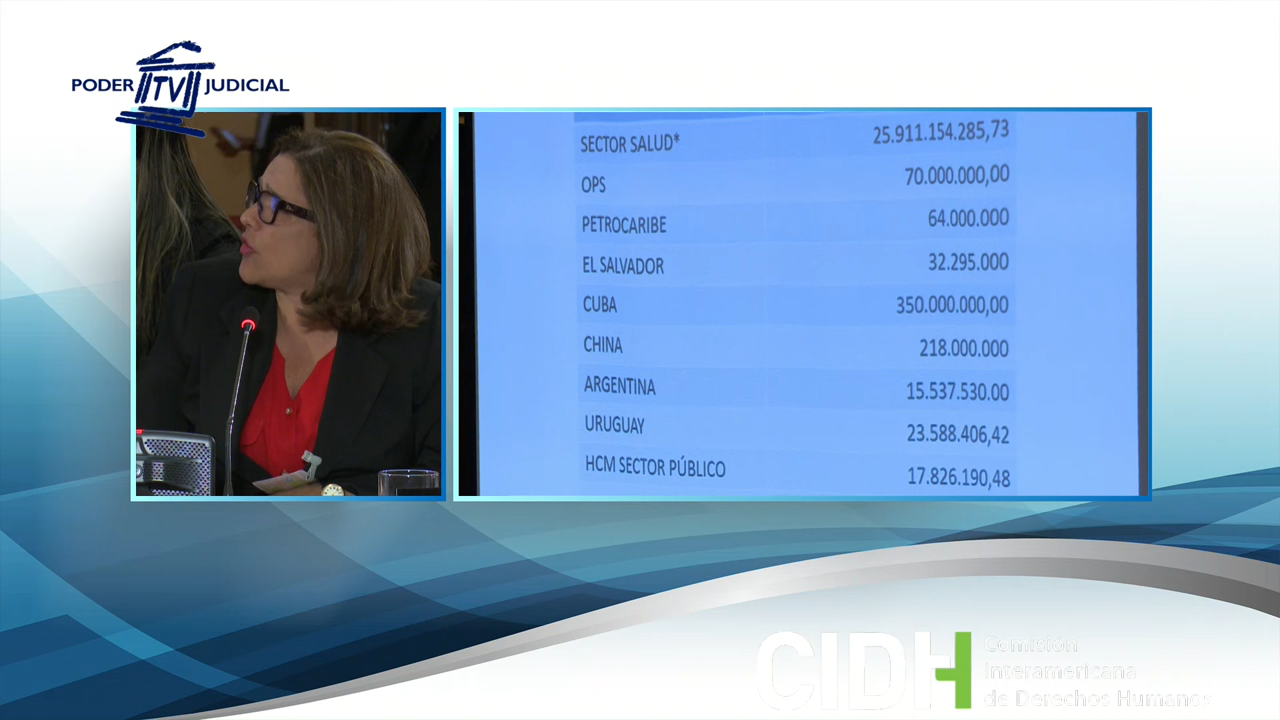 PODER TV JUDICIAL
SECTOR SALUD* 25.911.154.285,73
OPS 70.000.000,00
PETROCARIBE 64.000.000
EL SALVADOR 32.295.000
CUBA 350.000.000,00
CHINA 218.000.000
ARGENTINA 15.537.530.00
URUGUAY 23.588.406,42
HCM SECTOR PÚBLICO 17.826.190,48
CIDH
Comisión
Interamericana
de Derechos Humanos